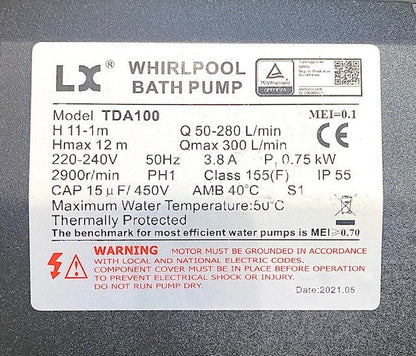 LX® WHIRLPOOL
BATH PUMP
Model TDA100 MEI=0.1
H 11-1m Q 50-280 L/min
Hmax 12 m Qmax 300 L/min
220-240V 50Hz 3.8 A P₂ 0.75 kW
2900r/min PH1 Class 155(F) IP 55
CAP 15 μF/ 450V AMB 40°C S1
Maximum Water Temperature:50°C
Thermally Protected
The benchmark for most efficient water pumps is MEI≥0.70
WARNING MOTOR MUST BE GROUNDED IN ACCORDANCE
WITH LOCAL AND NATIONAL ELECTRICAL CODES.
COMPONENT COVER MUST BE IN PLACE DURING OPERATION TO
PREVENT ELECTRICAL SHOCK OR INJURY.
DO NOT RUN PUMP DRY.
Date:2021.05